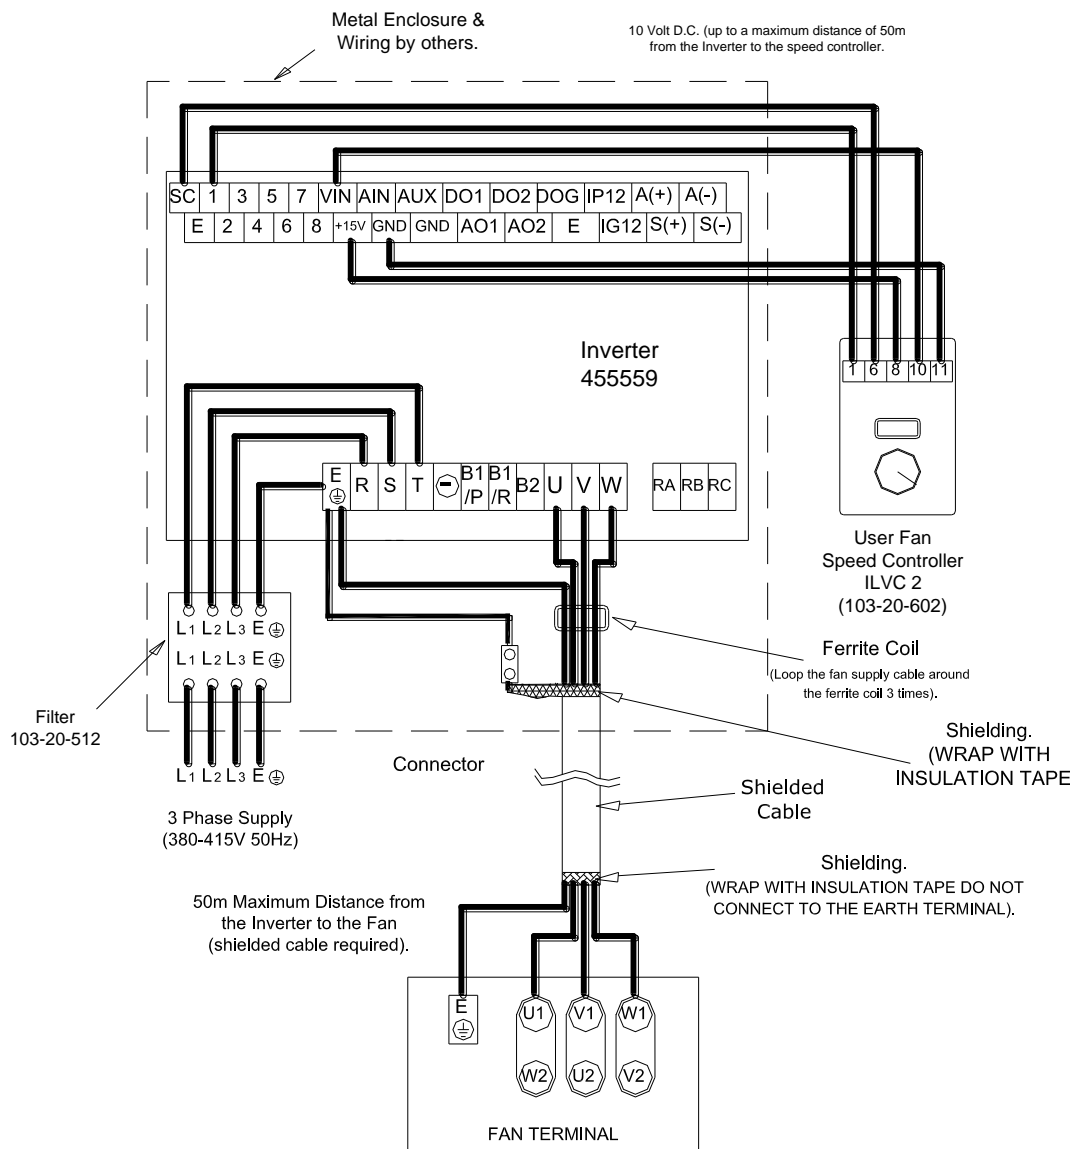 Metal Enclosure &
Wiring by others.
10 Volt D.C. (up to a maximum distance of 50m
from the Inverter to the speed controller.
SC 1 3 5 7 VIN AIN AUX DO1 DO2 DOG IP12 A(+) A(-)
E 2 4 6 8 +15V GND GND AO1 AO2 E IG12 S(+) S(-)
Inverter
455559
1 6 8 10 11
User Fan
Speed Controller
ILVC 2
(103-20-602)
E R S T - B1/P B1/R B2 U V W RA RB RC
L1 L2 L3 E
L1 L2 L3 E
Filter
103-20-512
L1 L2 L3 E
3 Phase Supply
(380-415V 50Hz)
Ferrite Coil
(Loop the fan supply cable around
the ferrite coil 3 times).
Shielding.
(WRAP WITH
INSULATION TAPE
Connector
Shielded
Cable
Shielding.
(WRAP WITH INSULATION TAPE DO NOT
CONNECT TO THE EARTH TERMINAL).
50m Maximum Distance from
the Inverter to the Fan
(shielded cable required).
E U1 V1 W1
W2 U2 V2
FAN TERMINAL